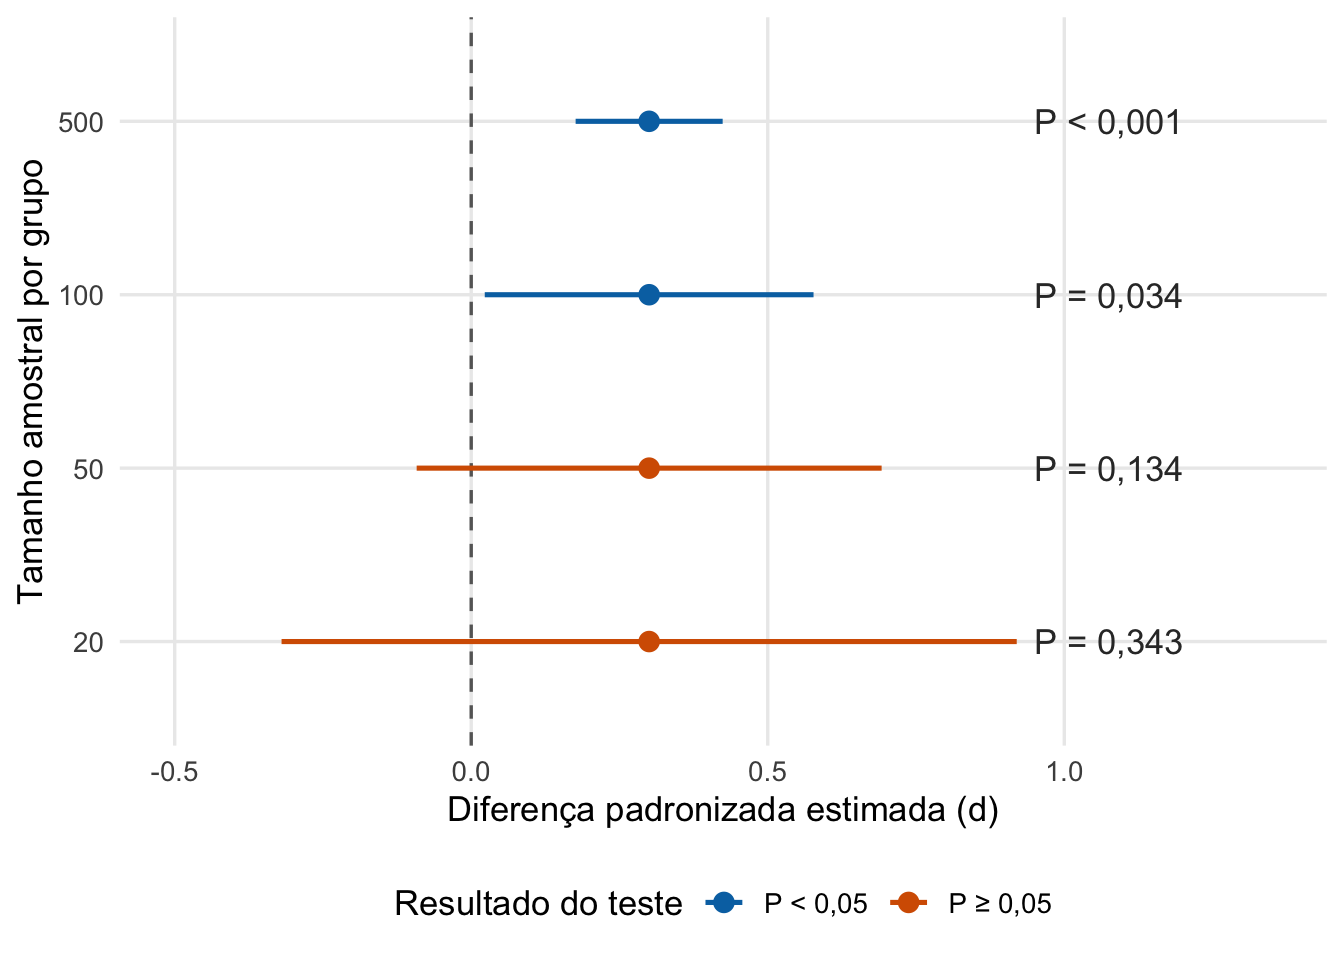 Tamanho amostral por grupo
500
P < 0,001
100
P = 0,034
50
P = 0,134
20
P = 0,343
-0.5
0.0
0.5
1.0
Diferença padronizada estimada (d)
Resultado do teste
P < 0,05
P ≥ 0,05